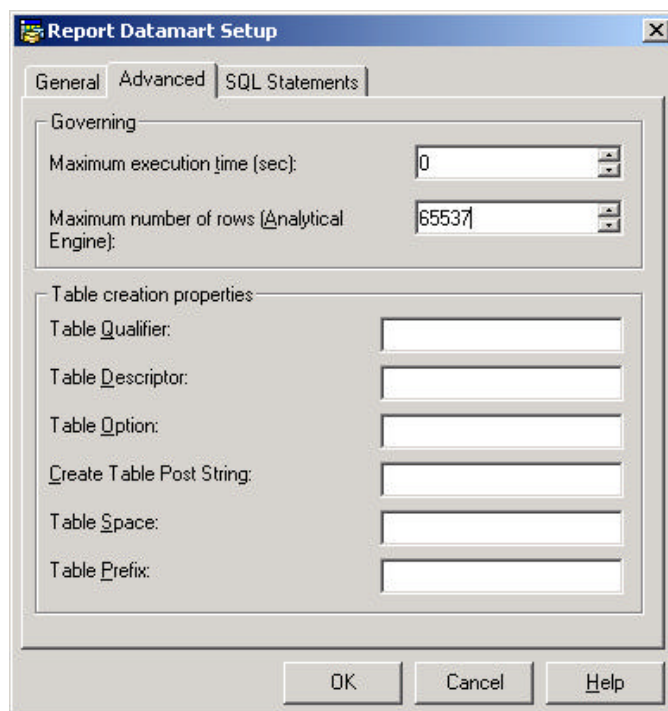 Report Datamart Setup
General Advanced SQL Statements
Governing
Maximum execution time (sec): 0
Maximum number of rows (Analytical Engine): 65537
Table creation properties
Table Qualifier:
Table Descriptor:
Table Option:
Create Table Post String:
Table Space:
Table Prefix:
OK Cancel Help